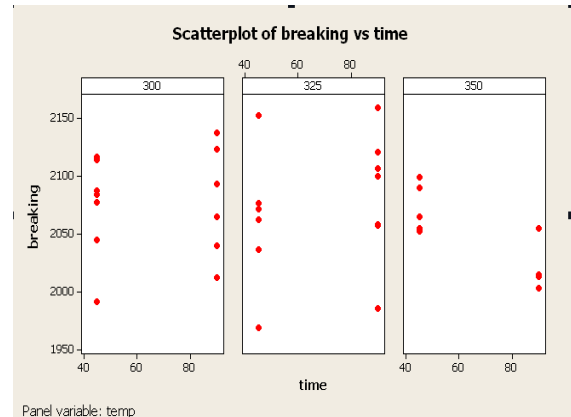 Scatterplot of breaking vs time
40 60 80
300 325 350
2150
2100
2050
2000
1950
breaking
40 60 80 40 60 80
time
Panel variable: temp